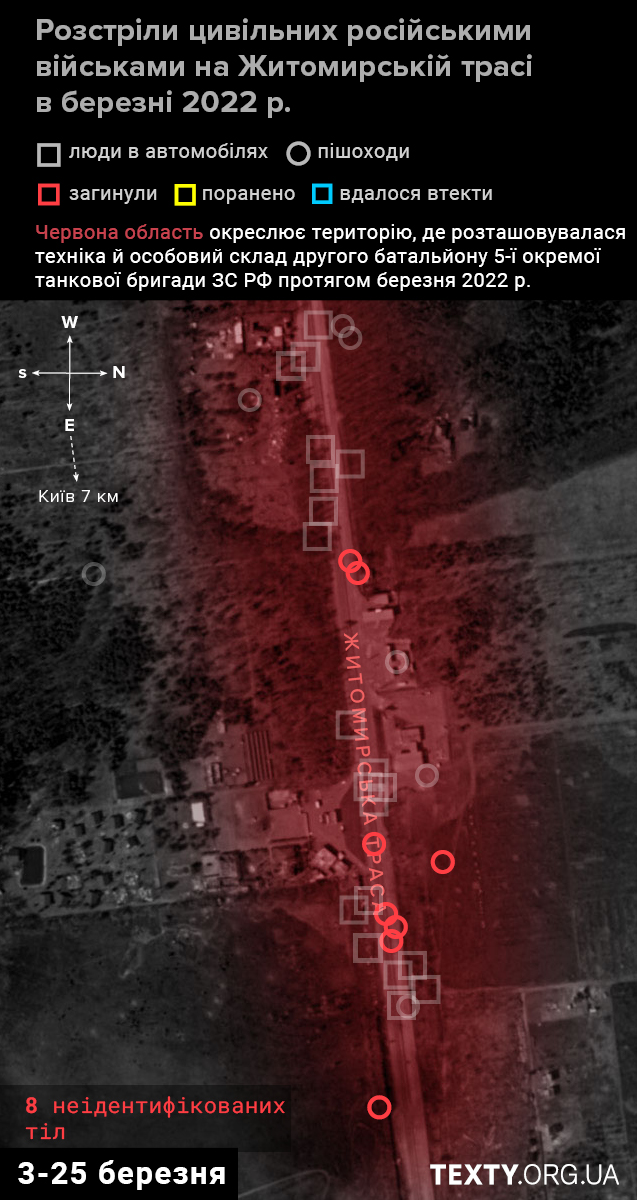 Розстріли цивільних російськими
військами на Житомирській трасі
в березні 2022 р.
люди в автомобілях пішоходи
загинули поранено вдалося втекти
Червона область окреслює територію, де розташовувалася
техніка й особовий склад другого батальйону 5-ї окремої
танкової бригади ЗС РФ протягом березня 2022 р.
W
s N
E
Київ 7 км
ЖИТОМИРСЬКА ТРАСА
8 неідентифікованих
тіл
3-25 березня
TEXTY.ORG.UA